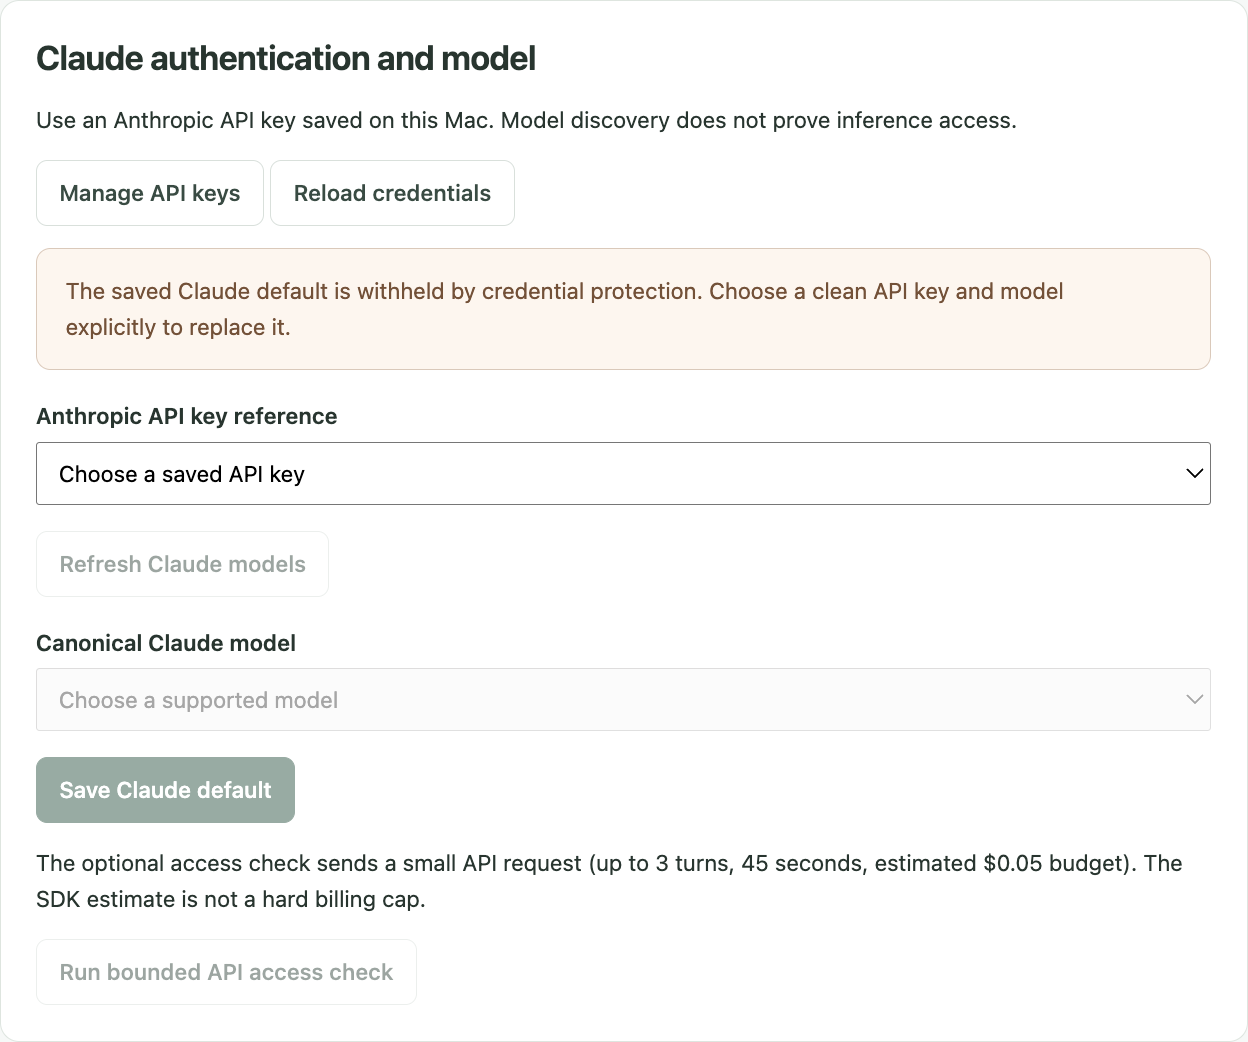 Claude authentication and model
Use an Anthropic API key saved on this Mac. Model discovery does not prove inference access.
Manage API keys
Reload credentials
The saved Claude default is withheld by credential protection. Choose a clean API key and model
explicitly to replace it.
Anthropic API key reference
Choose a saved API key
Refresh Claude models
Canonical Claude model
Choose a supported model
Save Claude default
The optional access check sends a small API request (up to 3 turns, 45 seconds, estimated $0.05 budget). The
SDK estimate is not a hard billing cap.
Run bounded API access check